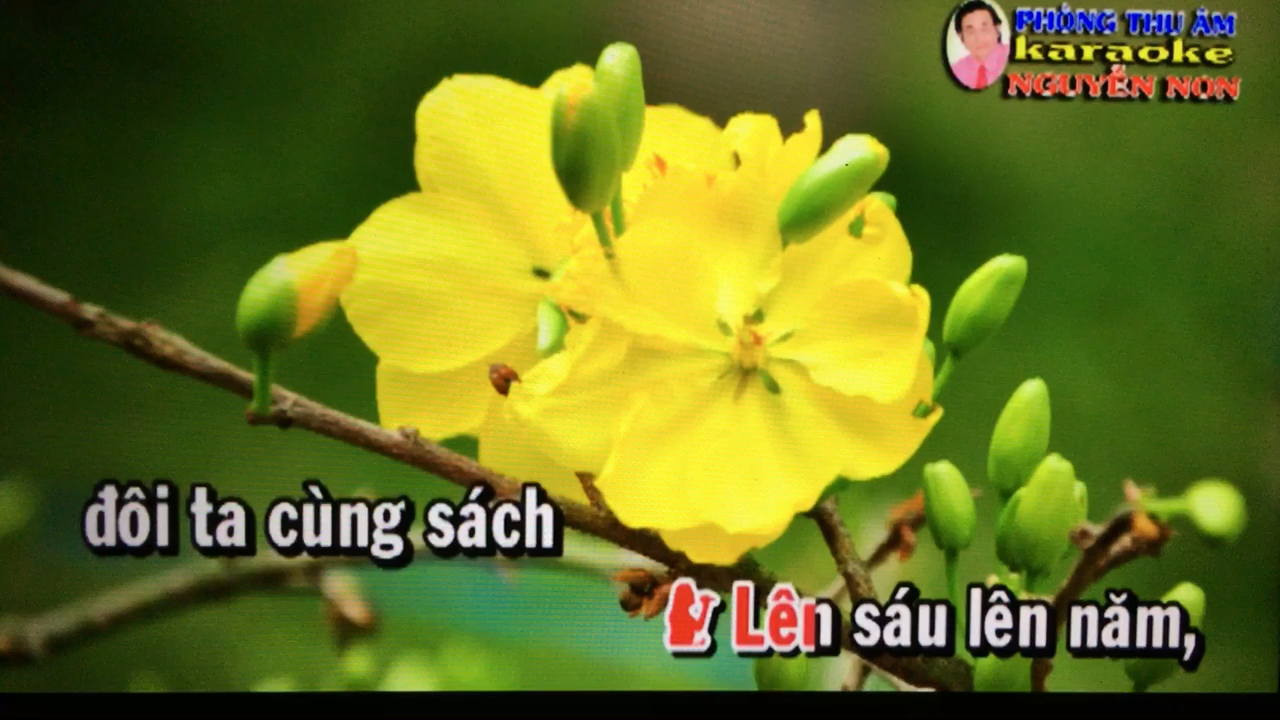 PHÒNG THU ÂM
karaoke
NGUYỄN NON
đôi ta cùng sách
Lên sáu lên năm,